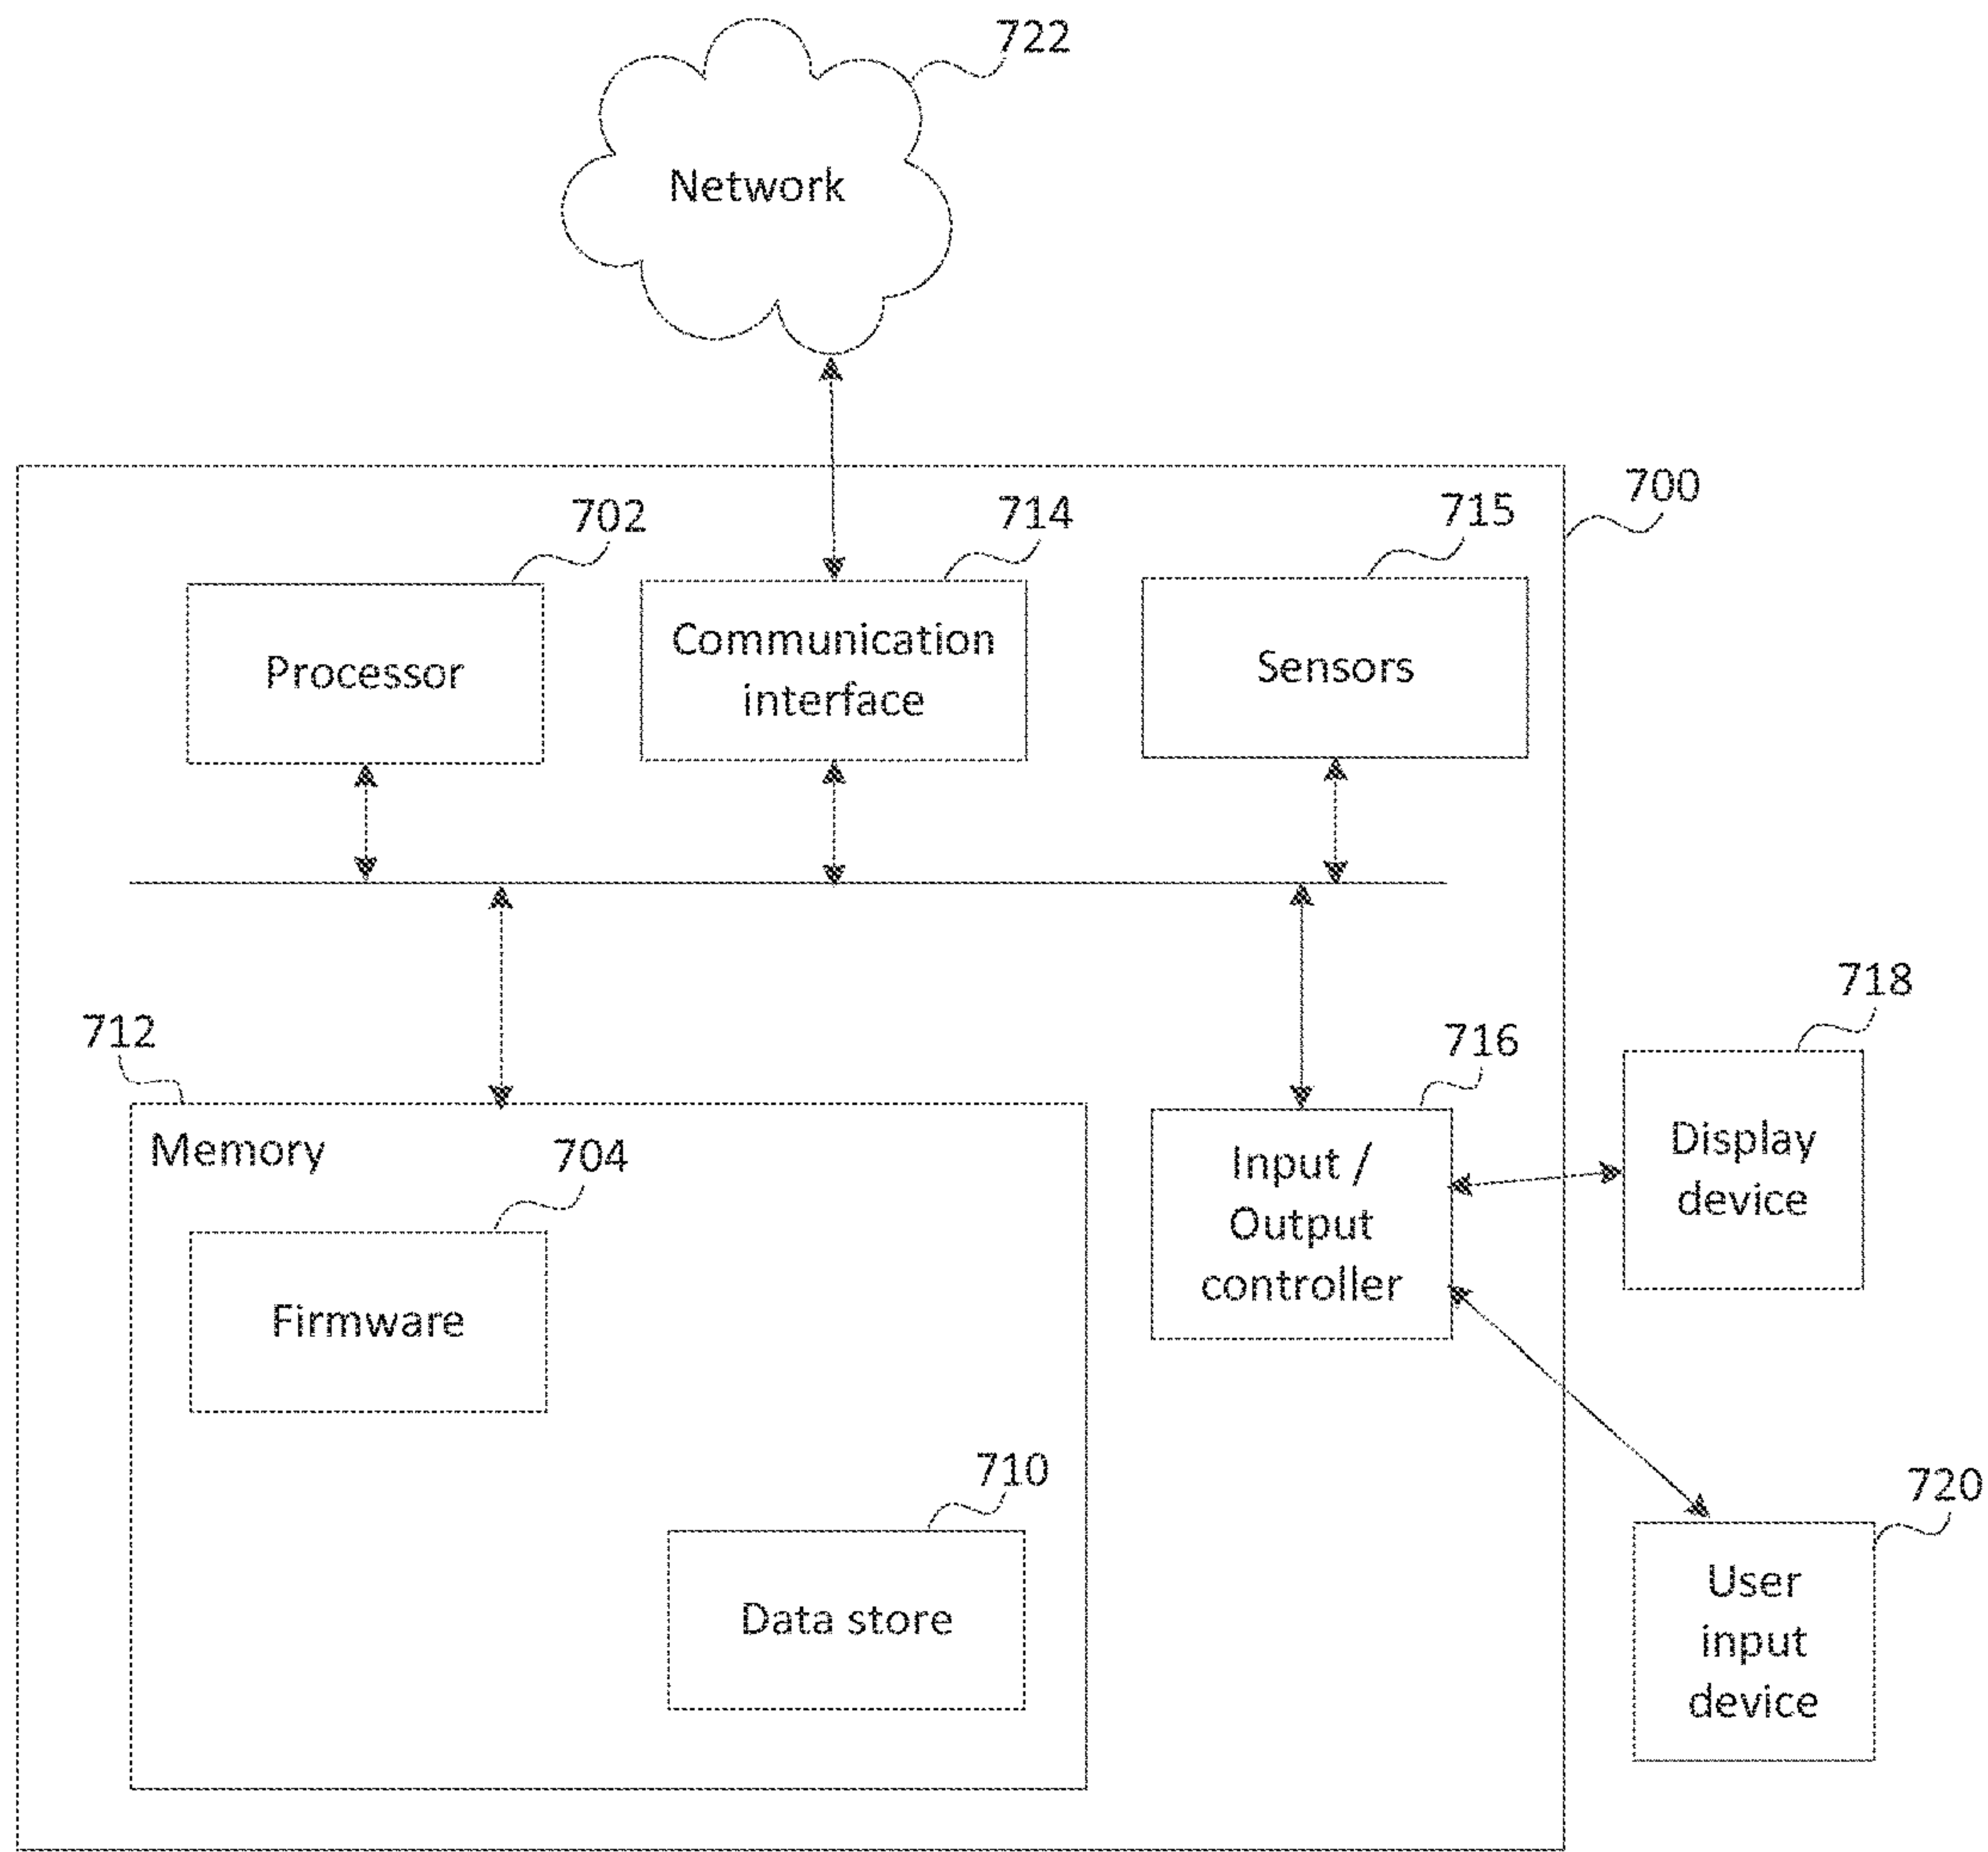 722
Network
700
702
714
715
Processor
Communication
interface
Sensors
712
716
718
Memory
704
Firmware
Input /
Output
controller
Display
device
710
Data store
720
User
input
device